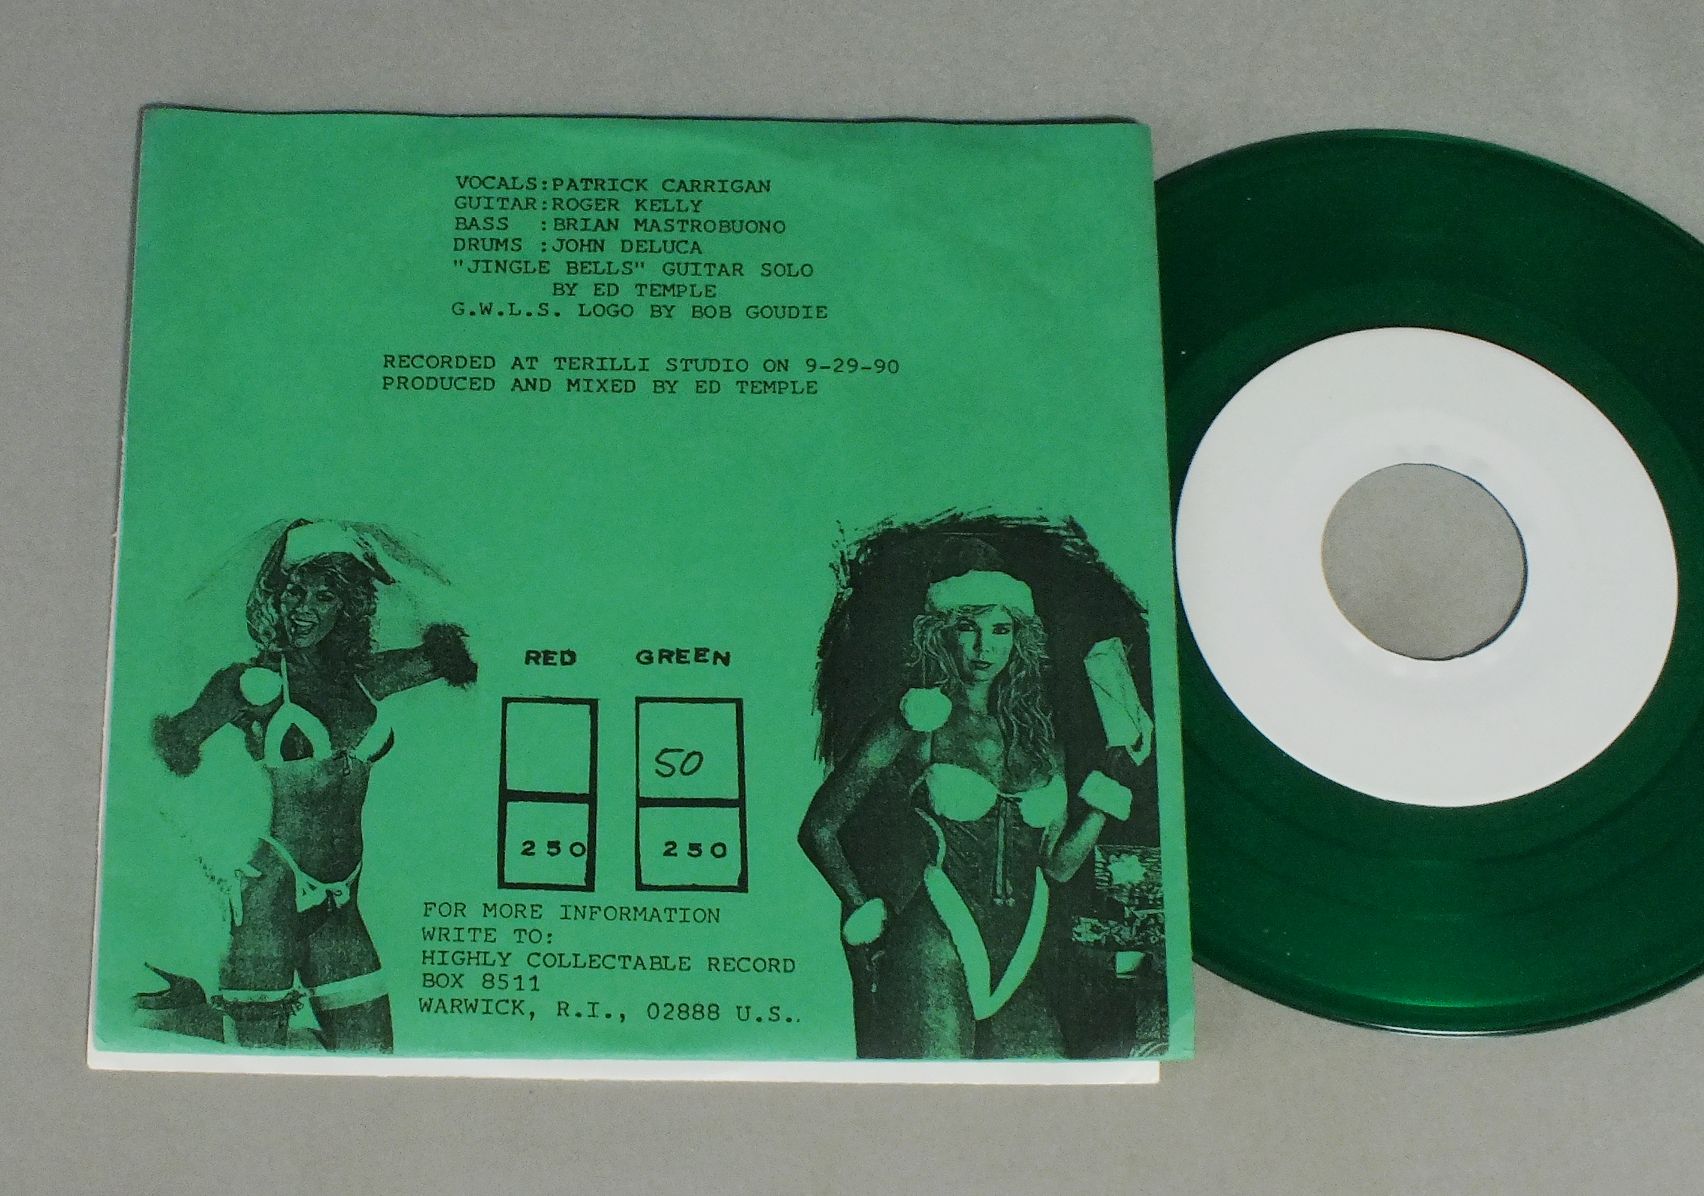 VOCALS:PATRICK CARRIGAN
GUITAR:ROGER KELLY
BASS  :BRIAN MASTROBUONO
DRUMS :JOHN DELUCA
"JINGLE BELLS" GUITAR SOLO
BY ED TEMPLE
G.W.L.S. LOGO BY BOB GOUDIE
RECORDED AT TERILLI STUDIO ON 9-29-90
PRODUCED AND MIXED BY ED TEMPLE
RED GREEN
50
250 250
FOR MORE INFORMATION
WRITE TO:
HIGHLY COLLECTABLE RECORD
BOX 8511
WARWICK, R.I., 02888 U.S..